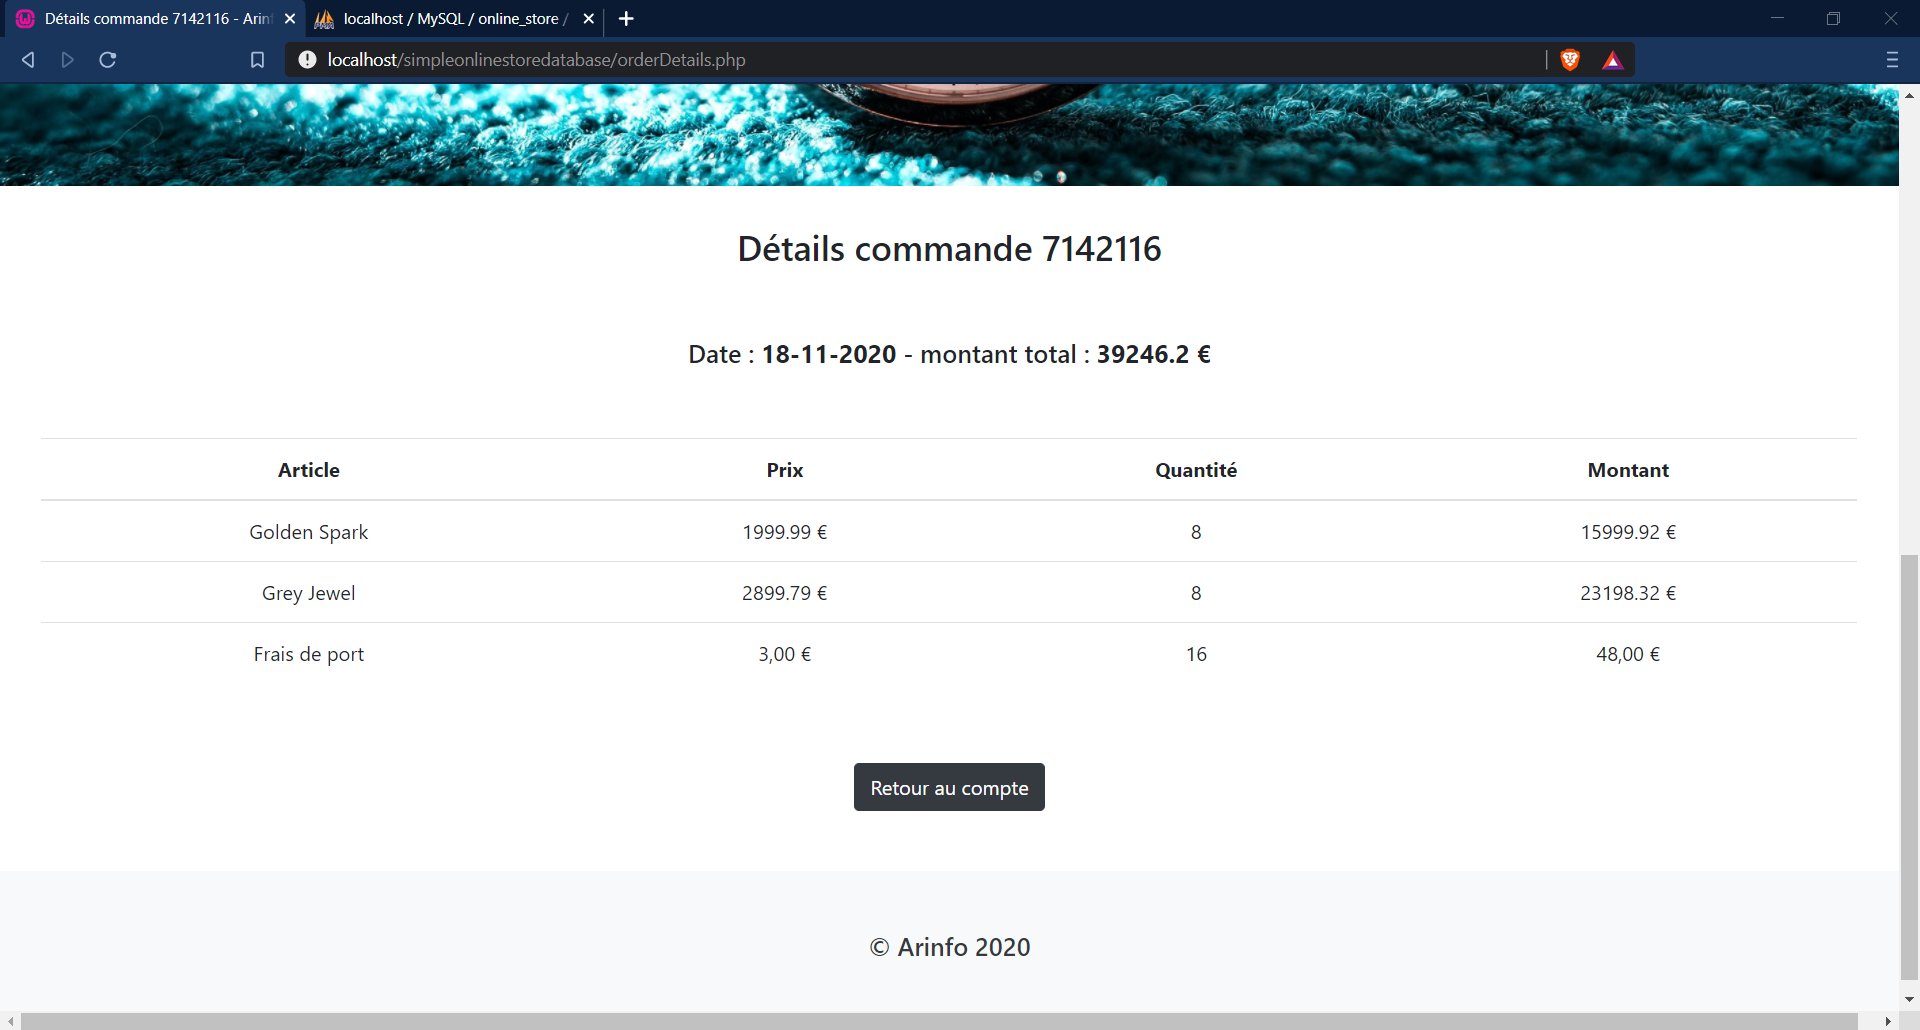 Détails commande 7142116 - Arin
localhost / MySQL / online_store /
localhost/simpleonlinestoredatabase/orderDetails.php
Détails commande 7142116
Date : 18-11-2020 - montant total : 39246.2 €
Article Prix Quantité Montant
Golden Spark 1999.99 € 8 15999.92 €
Grey Jewel 2899.79 € 8 23198.32 €
Frais de port 3,00 € 16 48,00 €
Retour au compte
© Arinfo 2020